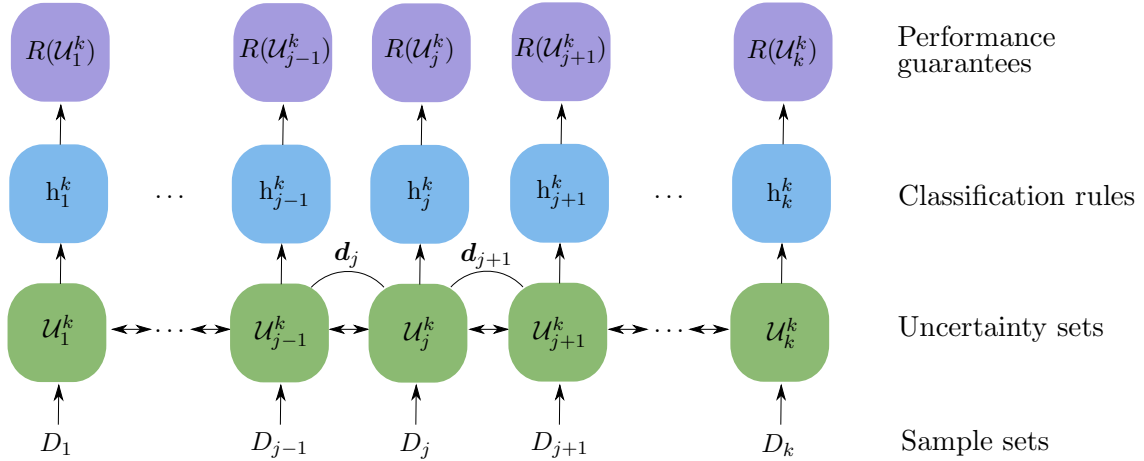 R(𝒰₁ᵏ) R(𝒰ⱼ₋₁ᵏ) R(𝒰ⱼᵏ) R(𝒰ⱼ₊₁ᵏ) R(𝒰ₖᵏ) Performance
guarantees
h₁ᵏ ... hⱼ₋₁ᵏ hⱼᵏ hⱼ₊₁ᵏ ... hₖᵏ Classification rules
dⱼ dⱼ₊₁
𝒰₁ᵏ ... 𝒰ⱼ₋₁ᵏ 𝒰ⱼᵏ 𝒰ⱼ₊₁ᵏ ... 𝒰ₖᵏ Uncertainty sets
D₁ Dⱼ₋₁ Dⱼ Dⱼ₊₁ Dₖ Sample sets